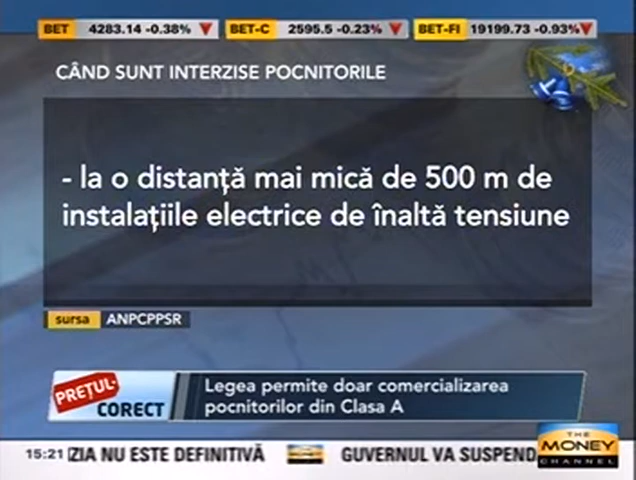 BET 4283.14 -0.38% BET-C 2595.5 -0.23% BET-FI 19199.73 -0.93%
CÂND SUNT INTERZISE POCNITORILE
- la o distanță mai mică de 500 m de
instalațiile electrice de înaltă tensiune
sursa ANPCPPSR
PREȚUL
CORECT
Legea permite doar comercializarea
pocnitorilor din Clasa A
15:21 ZIA NU ESTE DEFINITIVĂ GUVERNUL VA SUSPEND
THE
MONEY
CHANNEL